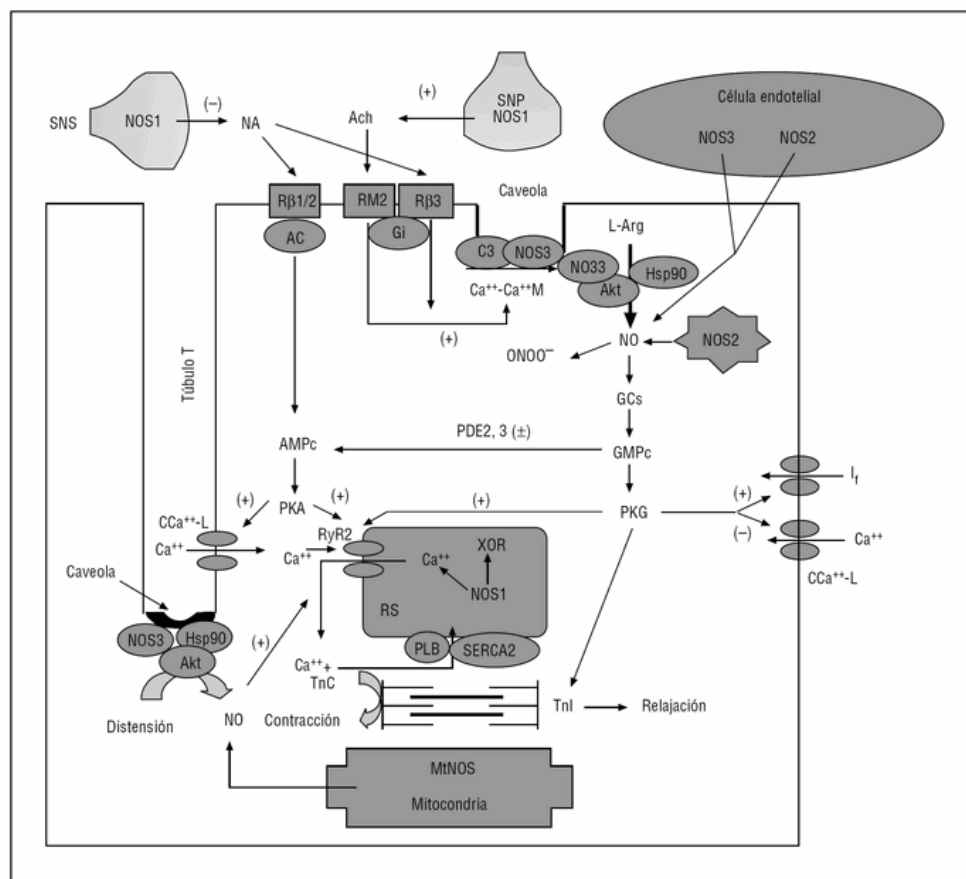 SNS
NOS1
(–)
NA
Ach
(+)
SNP
NOS1
Célula endotelial
NOS3
NOS2
Caveola
Rβ1/2
RM2
Rβ3
AC
Gi
C3
NOS3
L-Arg
NO33
Hsp90
Akt
Ca⁺⁺-Ca⁺⁺M
(+)
ONOO⁻
NO
NOS2
Túbulo T
GCs
AMPc
PDE2, 3 (±)
GMPc
(+)
PKA
(+)
(+)
PKG
(+)
(–)
I_f
Ca⁺⁺
CCa⁺⁺-L
CCa⁺⁺-L
Ca⁺⁺
Ca⁺⁺
RyR2
Ca⁺⁺
XOR
NOS1
RS
Caveola
NOS3
Hsp90
Akt
(+)
PLB
SERCA2
Ca⁺⁺+
TnC
Distensión
NO
Contracción
TnI
Relajación
MtNOS
Mitocondria